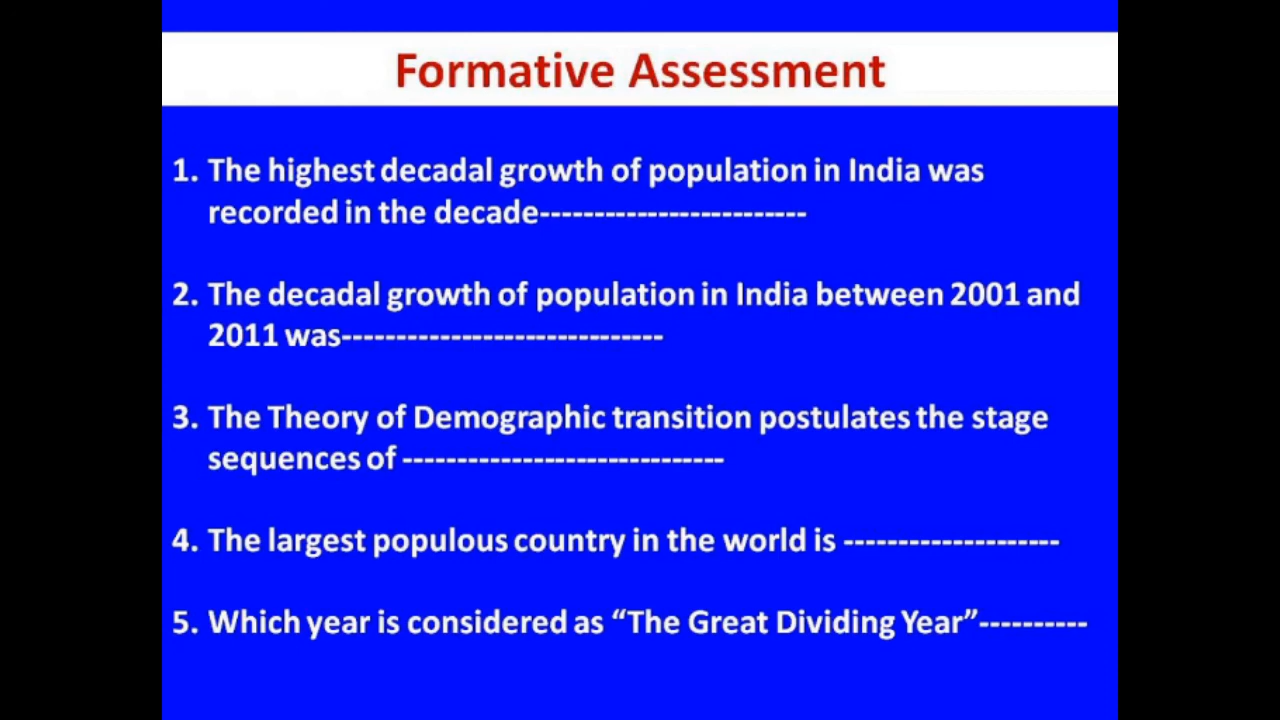 Formative Assessment
1. The highest decadal growth of population in India was
recorded in the decade-------------------------
2. The decadal growth of population in India between 2001 and
2011 was------------------------------
3. The Theory of Demographic transition postulates the stage
sequences of ------------------------------
4. The largest populous country in the world is --------------------
5. Which year is considered as “The Great Dividing Year”----------